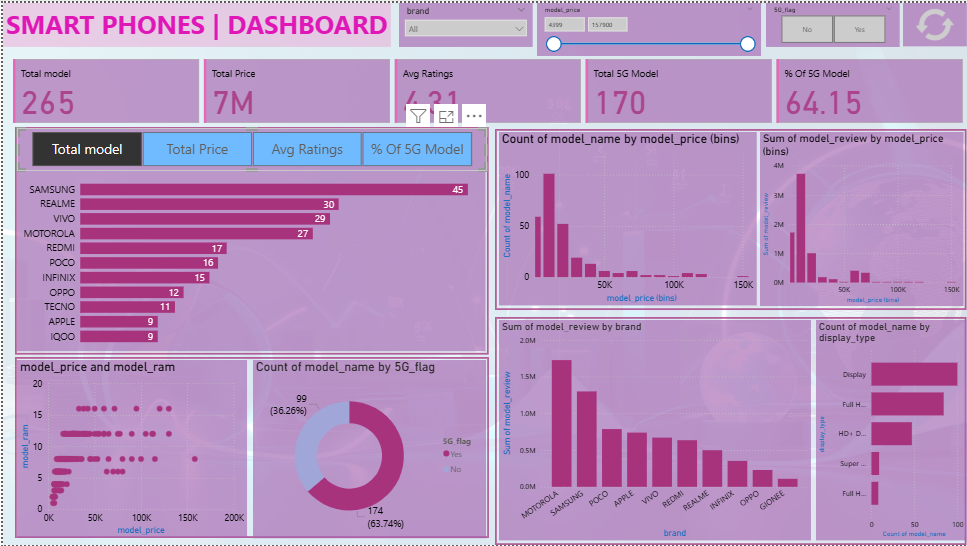 SMART PHONES | DASHBOARD
brand
All
model_price
4399
157900
5G_flag
No
Yes
Total model
265
Total Price
7M
Avg Ratings
4.31
Total 5G Model
170
% Of 5G Model
64.15
Total model
Total Price
Avg Ratings
% Of 5G Model
SAMSUNG 45
REALME 30
VIVO 29
MOTOROLA 27
REDMI 17
POCO 16
INFINIX 15
OPPO 12
TECNO 11
APPLE 9
IQOO 9
Count of model_name by model_price (bins)
Count of model_name
100
50
0
50K
100K
150K
model_price (bins)
Sum of model_review by model_price
(bins)
Sum of model_review
4M
3M
2M
1M
0M
50K
100K
150K
model_price (bins)
model_price and model_ram
model_ram
20
15
10
5
0
0K
50K
100K
150K
200K
model_price
Count of model_name by 5G_flag
99
(36.26%)
174
(63.74%)
5G_flag
Yes
No
Sum of model_review by brand
Sum of model_review
2.0M
1.5M
1.0M
0.5M
0.0M
MOTOROLA
SAMSUNG
POCO
APPLE
VIVO
REDMI
REALME
INFINIX
OPPO
GIONEE
brand
Count of model_name by
display_type
display_type
Display
Full H...
HD+ D...
Super ...
Full H...
0
50
100
Count of model_name